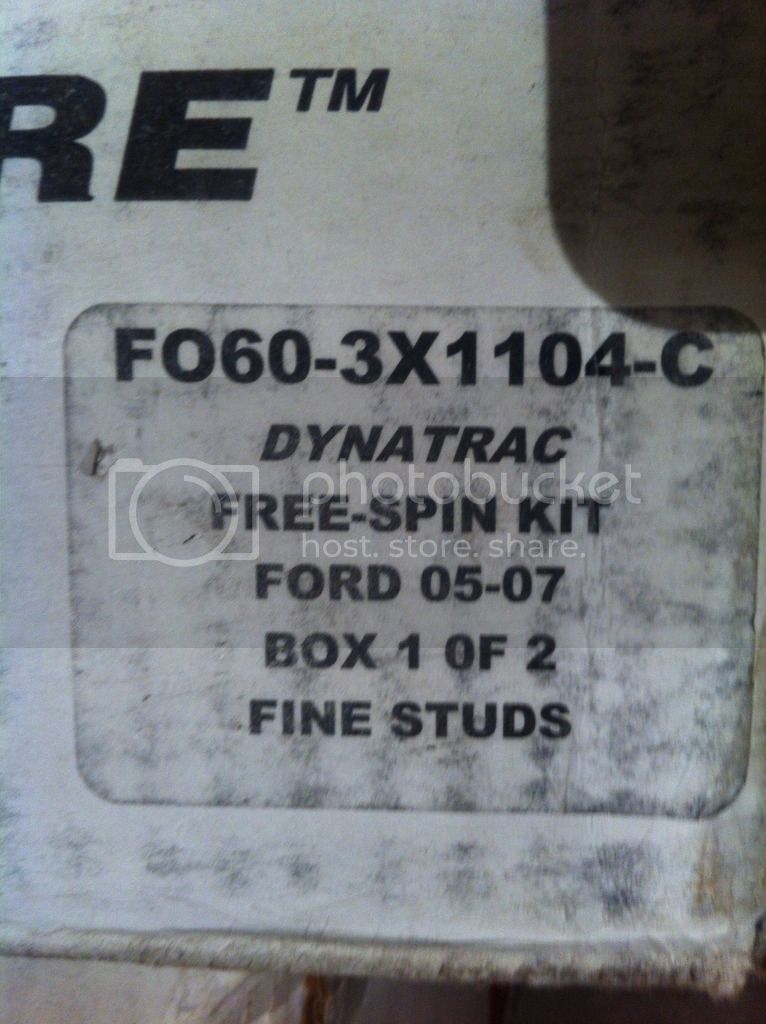 RE™
FO60-3X1104-C
DYNATRAC
photobucket
FREE-SPIN KIT
host. store. share.
FORD 05-07
BOX 1 OF 2
FINE STUDS